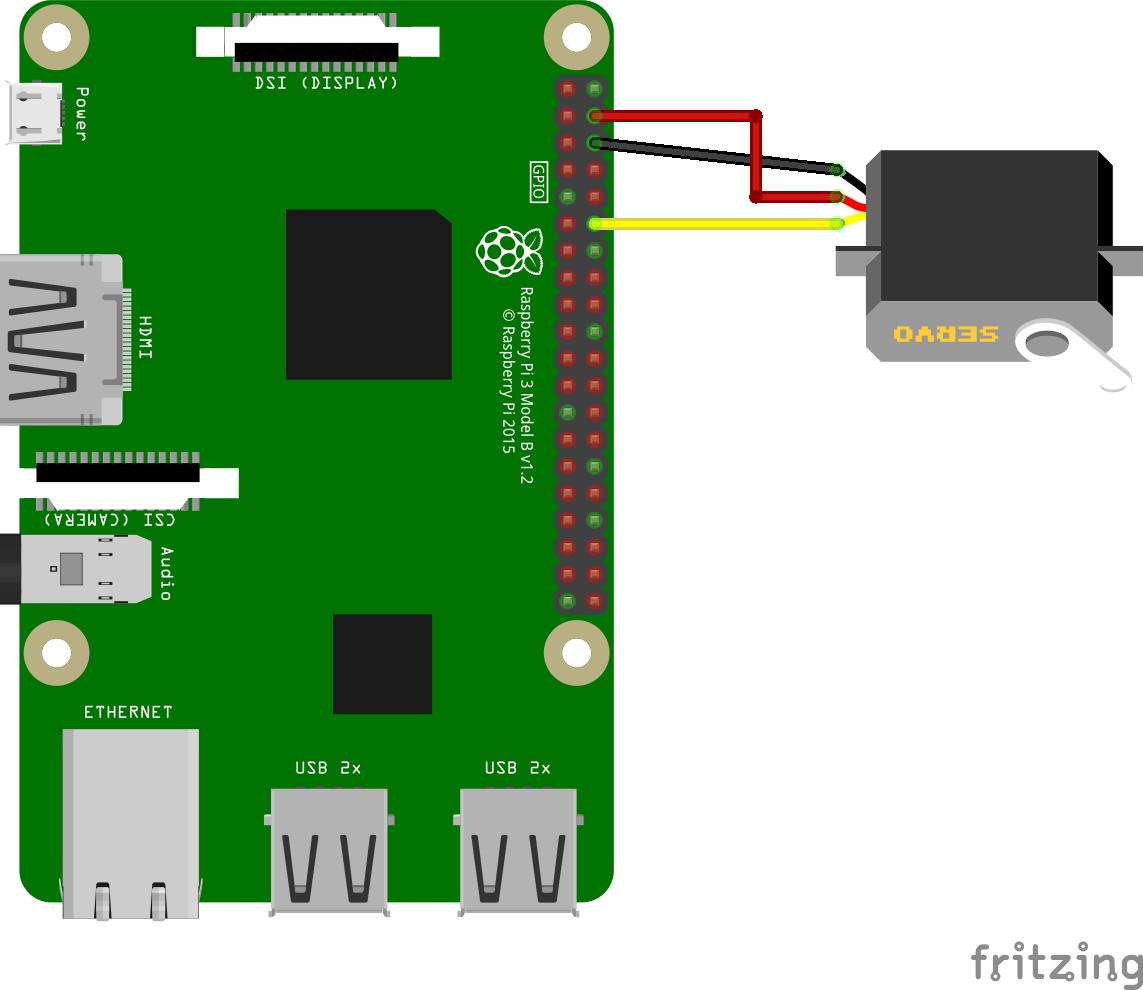 DSI (DISPLAY)
Power
GPIO
Raspberry Pi 3 Model B v1.2
© Raspberry Pi 2015
HDMI
SERVO
CSI (CAMERA)
Audio
ETHERNET
USB 2x
USB 2x
fritzing